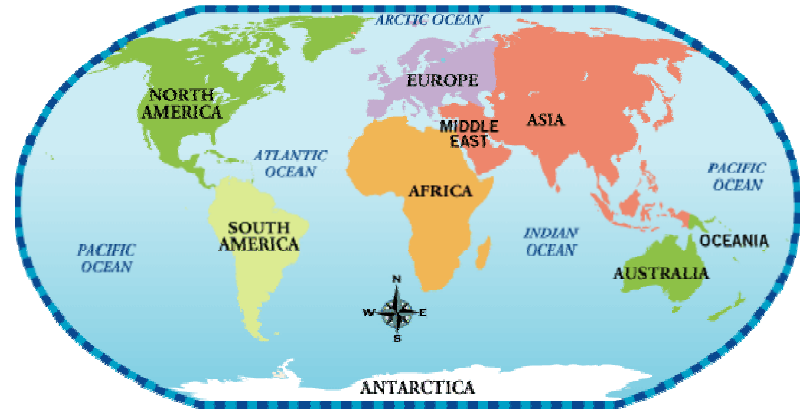 ARCTIC OCEAN
EUROPE
NORTH
AMERICA
ASIA
MIDDLE
EAST
ATLANTIC
OCEAN
PACIFIC
OCEAN
AFRICA
SOUTH
AMERICA
INDIAN
OCEAN
OCEANIA
PACIFIC
OCEAN
AUSTRALIA
N
W
E
S
ANTARCTICA